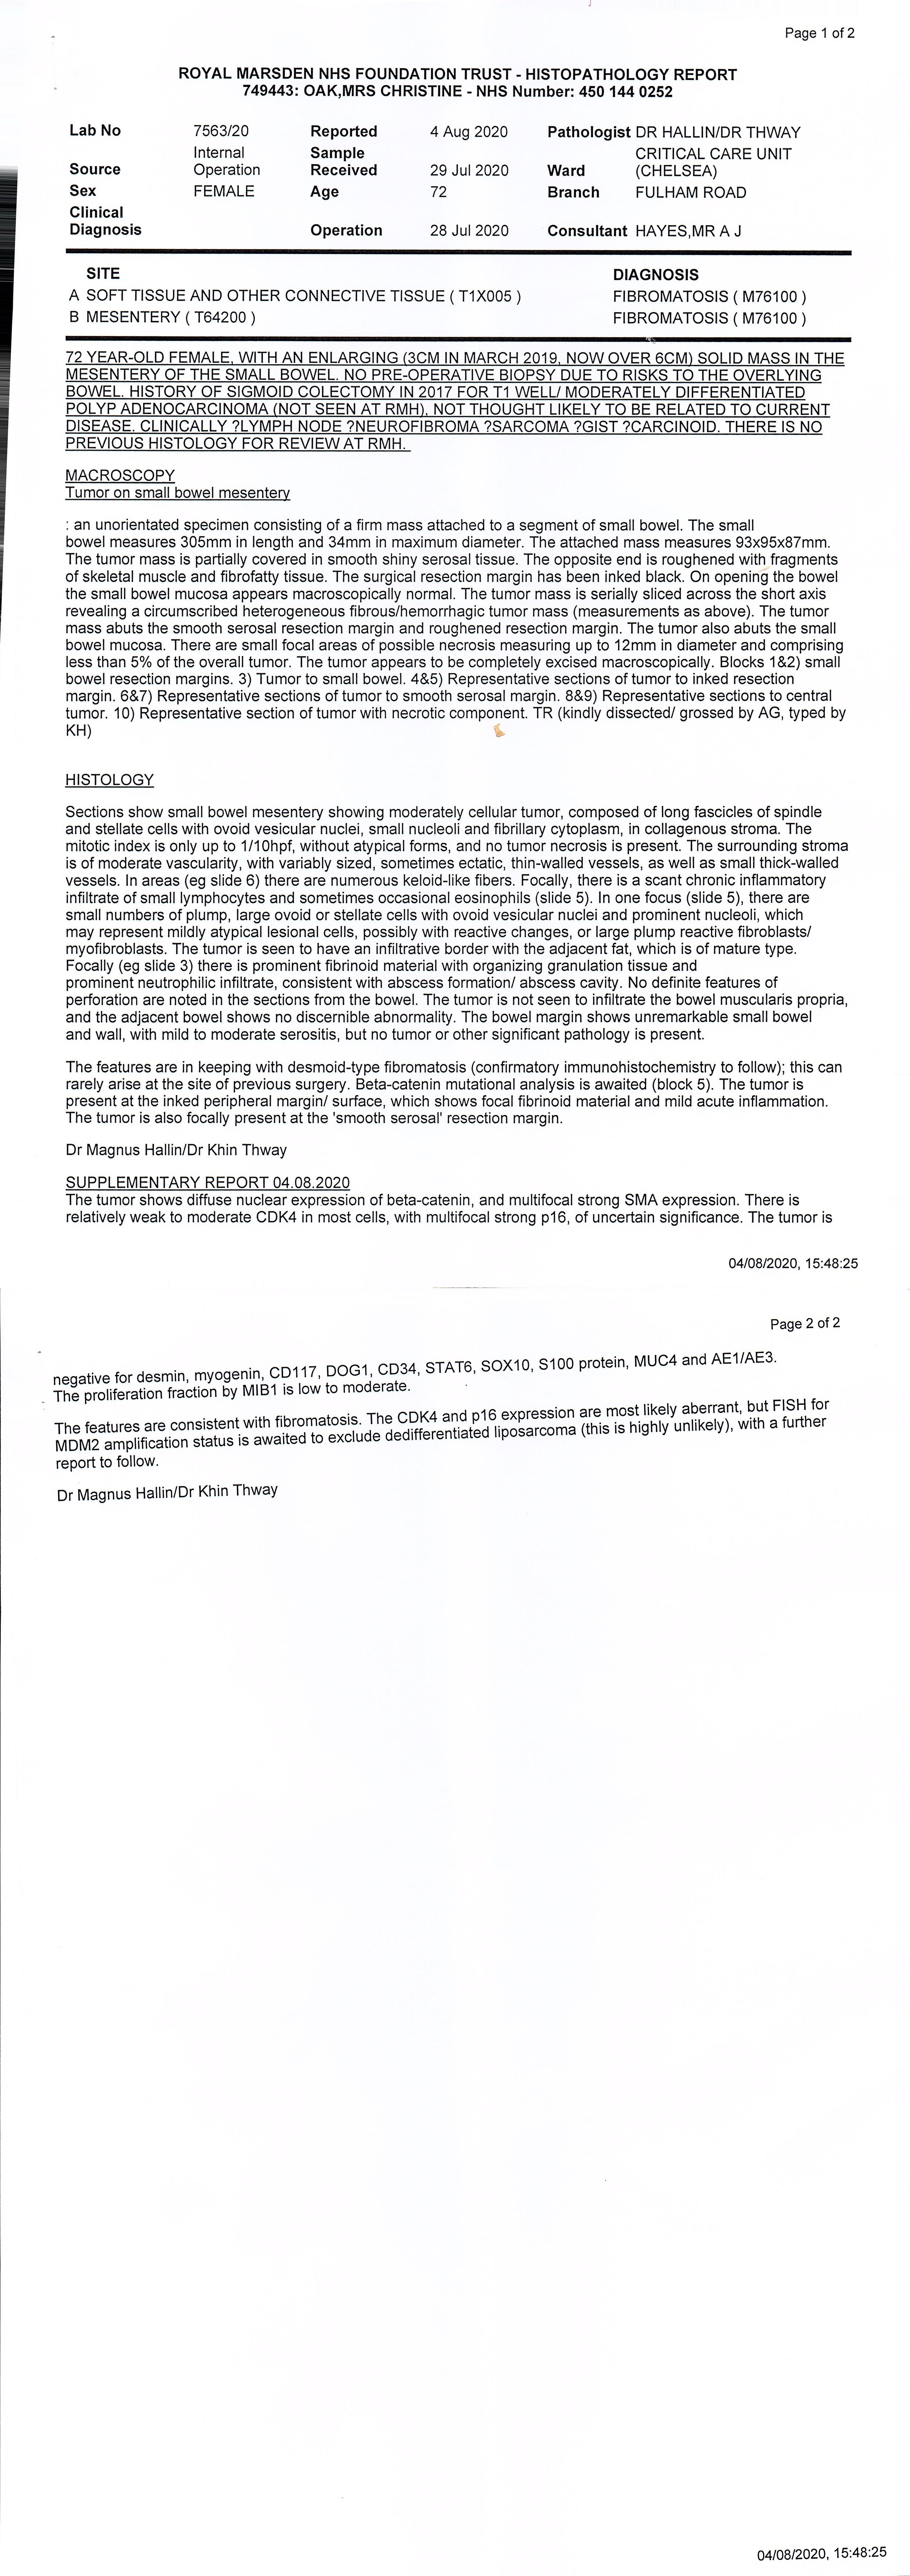 Page 1 of 2
ROYAL MARSDEN NHS FOUNDATION TRUST - HISTOPATHOLOGY REPORT
749443: OAK,MRS CHRISTINE - NHS Number: 450 144 0252
Lab No 7563/20 Reported 4 Aug 2020 Pathologist DR HALLIN/DR THWAY
Internal Sample CRITICAL CARE UNIT
Source Operation Received 29 Jul 2020 Ward (CHELSEA)
Sex FEMALE Age 72 Branch FULHAM ROAD
Clinical
Diagnosis Operation 28 Jul 2020 Consultant HAYES,MR A J
SITE DIAGNOSIS
A SOFT TISSUE AND OTHER CONNECTIVE TISSUE ( T1X005 ) FIBROMATOSIS ( M76100 )
B MESENTERY ( T64200 ) FIBROMATOSIS ( M76100 )
72 YEAR-OLD FEMALE, WITH AN ENLARGING (3CM IN MARCH 2019, NOW OVER 6CM) SOLID MASS IN THE
MESENTERY OF THE SMALL BOWEL. NO PRE-OPERATIVE BIOPSY DUE TO RISKS TO THE OVERLYING
BOWEL. HISTORY OF SIGMOID COLECTOMY IN 2017 FOR T1 WELL/ MODERATELY DIFFERENTIATED
POLYP ADENOCARCINOMA (NOT SEEN AT RMH), NOT THOUGHT LIKELY TO BE RELATED TO CURRENT
DISEASE. CLINICALLY ?LYMPH NODE ?NEUROFIBROMA ?SARCOMA ?GIST ?CARCINOID. THERE IS NO
PREVIOUS HISTOLOGY FOR REVIEW AT RMH.
MACROSCOPY
Tumor on small bowel mesentery
: an unorientated specimen consisting of a firm mass attached to a segment of small bowel. The small
bowel measures 305mm in length and 34mm in maximum diameter. The attached mass measures 93x95x87mm.
The tumor mass is partially covered in smooth shiny serosal tissue. The opposite end is roughened with fragments
of skeletal muscle and fibrofatty tissue. The surgical resection margin has been inked black. On opening the bowel
the small bowel mucosa appears macroscopically normal. The tumor mass is serially sliced across the short axis
revealing a circumscribed heterogeneous fibrous/hemorrhagic tumor mass (measurements as above). The tumor
mass abuts the smooth serosal resection margin and roughened resection margin. The tumor also abuts the small
bowel mucosa. There are small focal areas of possible necrosis measuring up to 12mm in diameter and comprising
less than 5% of the overall tumor. The tumor appears to be completely excised macroscopically. Blocks 1&2) small
bowel resection margins. 3) Tumor to small bowel. 4&5) Representative sections of tumor to inked resection
margin. 6&7) Representative sections of tumor to smooth serosal margin. 8&9) Representative sections to central
tumor. 10) Representative section of tumor with necrotic component. TR (kindly dissected/ grossed by AG, typed by
KH)
HISTOLOGY
Sections show small bowel mesentery showing moderately cellular tumor, composed of long fascicles of spindle
and stellate cells with ovoid vesicular nuclei, small nucleoli and fibrillary cytoplasm, in collagenous stroma. The
mitotic index is only up to 1/10hpf, without atypical forms, and no tumor necrosis is present. The surrounding stroma
is of moderate vascularity, with variably sized, sometimes ectatic, thin-walled vessels, as well as small thick-walled
vessels. In areas (eg slide 6) there are numerous keloid-like fibers. Focally, there is a scant chronic inflammatory
infiltrate of small lymphocytes and sometimes occasional eosinophils (slide 5). In one focus (slide 5), there are
small numbers of plump, large ovoid or stellate cells with ovoid vesicular nuclei and prominent nucleoli, which
may represent mildly atypical lesional cells, possibly with reactive changes, or large plump reactive fibroblasts/
myofibroblasts. The tumor is seen to have an infiltrative border with the adjacent fat, which is of mature type.
Focally (eg slide 3) there is prominent fibrinoid material with organizing granulation tissue and
prominent neutrophilic infiltrate, consistent with abscess formation/ abscess cavity. No definite features of
perforation are noted in the sections from the bowel. The tumor is not seen to infiltrate the bowel muscularis propria,
and the adjacent bowel shows no discernible abnormality. The bowel margin shows unremarkable small bowel
and wall, with mild to moderate serositis, but no tumor or other significant pathology is present.
The features are in keeping with desmoid-type fibromatosis (confirmatory immunohistochemistry to follow); this can
rarely arise at the site of previous surgery. Beta-catenin mutational analysis is awaited (block 5). The tumor is
present at the inked peripheral margin/ surface, which shows focal fibrinoid material and mild acute inflammation.
The tumor is also focally present at the 'smooth serosal' resection margin.
Dr Magnus Hallin/Dr Khin Thway
SUPPLEMENTARY REPORT 04.08.2020
The tumor shows diffuse nuclear expression of beta-catenin, and multifocal strong SMA expression. There is
relatively weak to moderate CDK4 in most cells, with multifocal strong p16, of uncertain significance. The tumor is
04/08/2020, 15:48:25
Page 2 of 2
negative for desmin, myogenin, CD117, DOG1, CD34, STAT6, SOX10, S100 protein, MUC4 and AE1/AE3.
The proliferation fraction by MIB1 is low to moderate.
The features are consistent with fibromatosis. The CDK4 and p16 expression are most likely aberrant, but FISH for
MDM2 amplification status is awaited to exclude dedifferentiated liposarcoma (this is highly unlikely), with a further
report to follow.
Dr Magnus Hallin/Dr Khin Thway
04/08/2020, 15:48:25